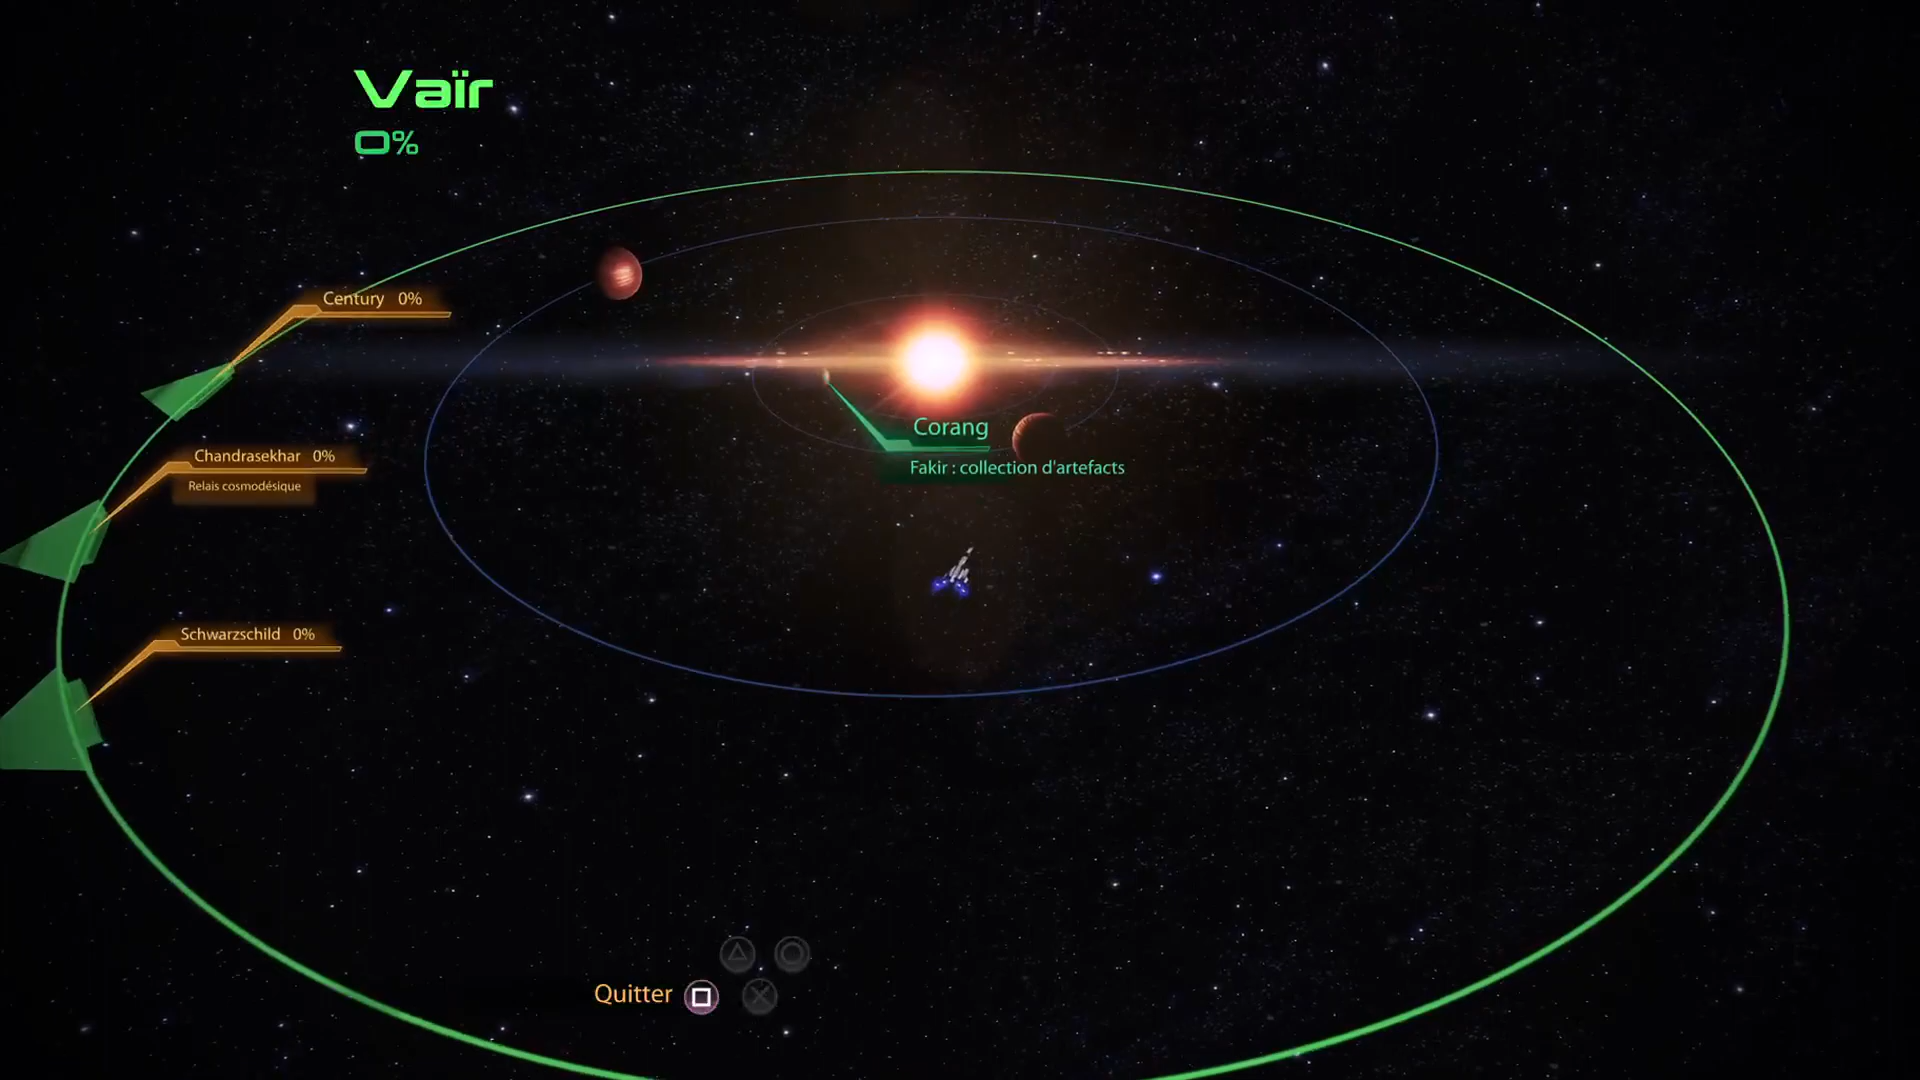 Vaïr
0%
Century 0%
Corang
Fakir : collection d'artefacts
Chandrasekhar 0%
Relais cosmodésique
Schwarzschild 0%
Quitter